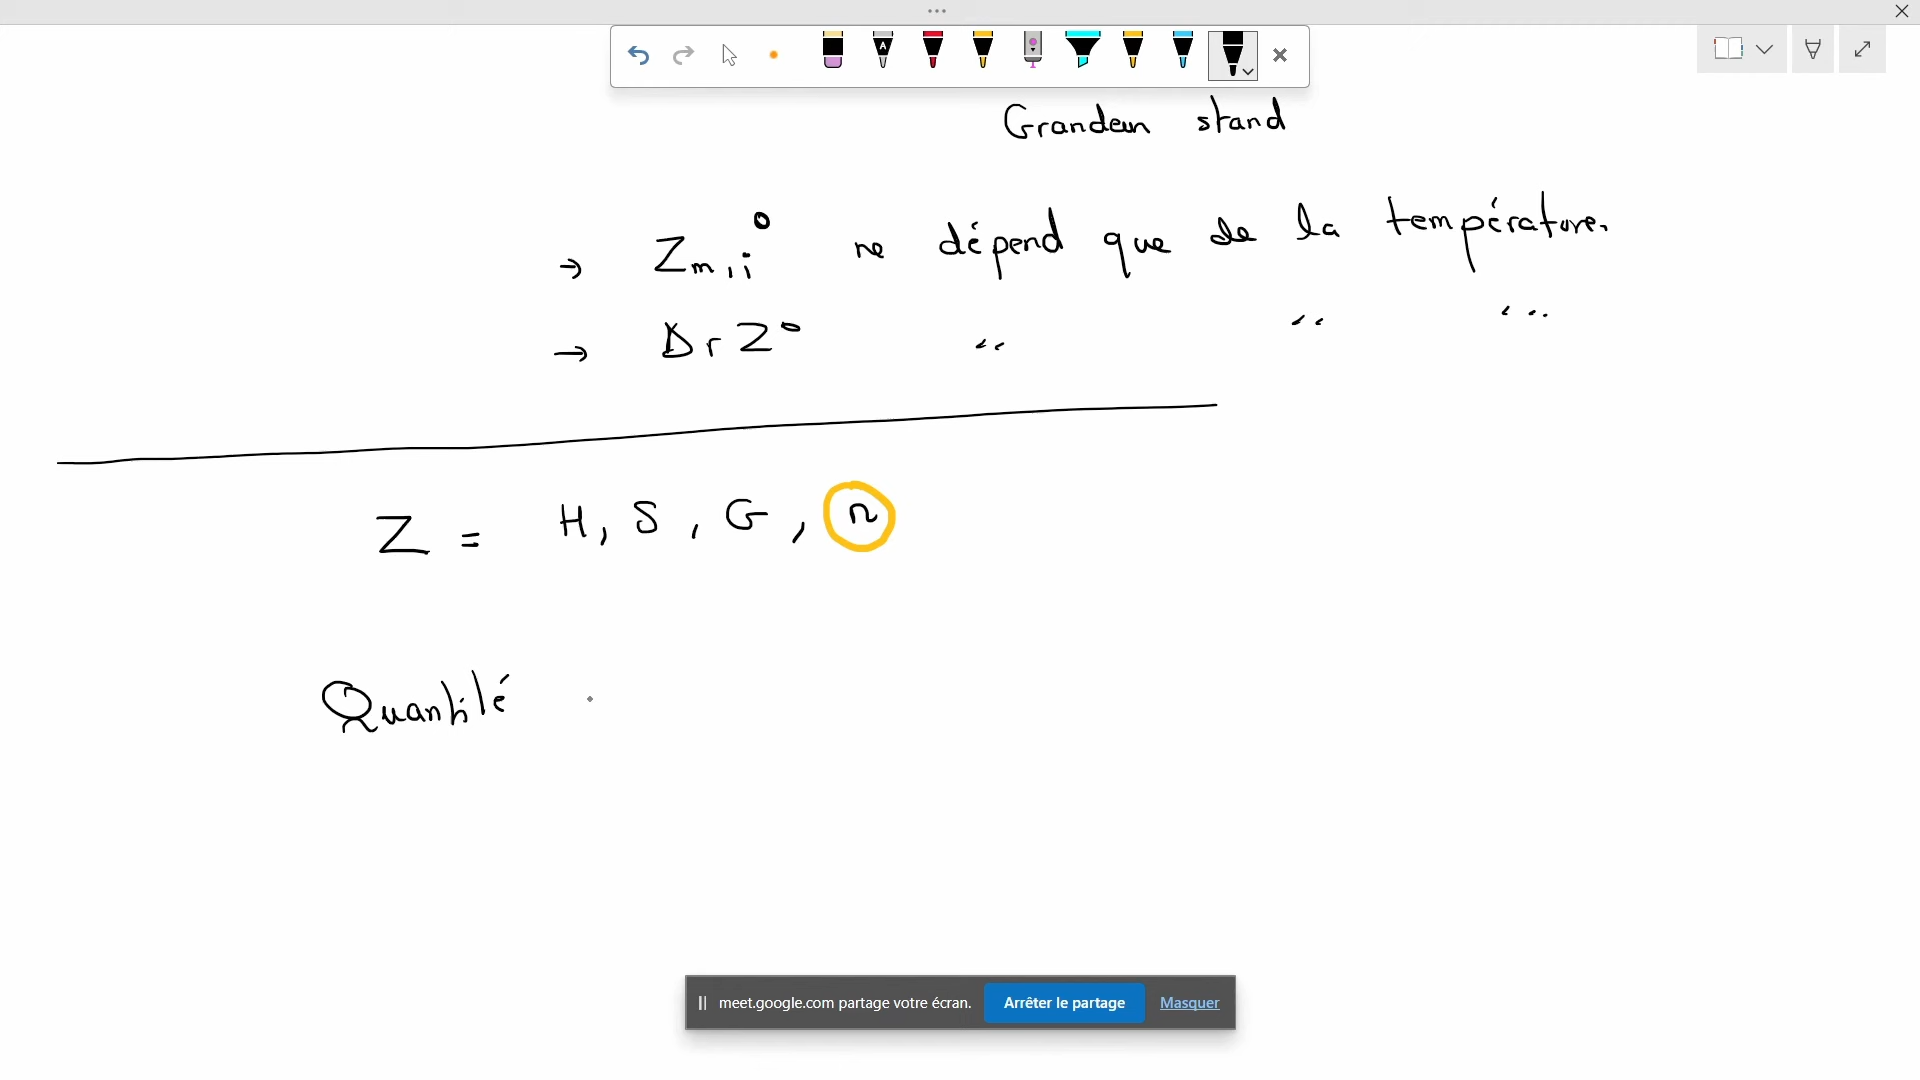 A
Grandeur stand
→ Zm,i° ne dépend que de la température.
→ ΔrZ° " " "...
Z = H, S, G, n
Quantité
meet.google.com partage votre écran. Arrêter le partage Masquer